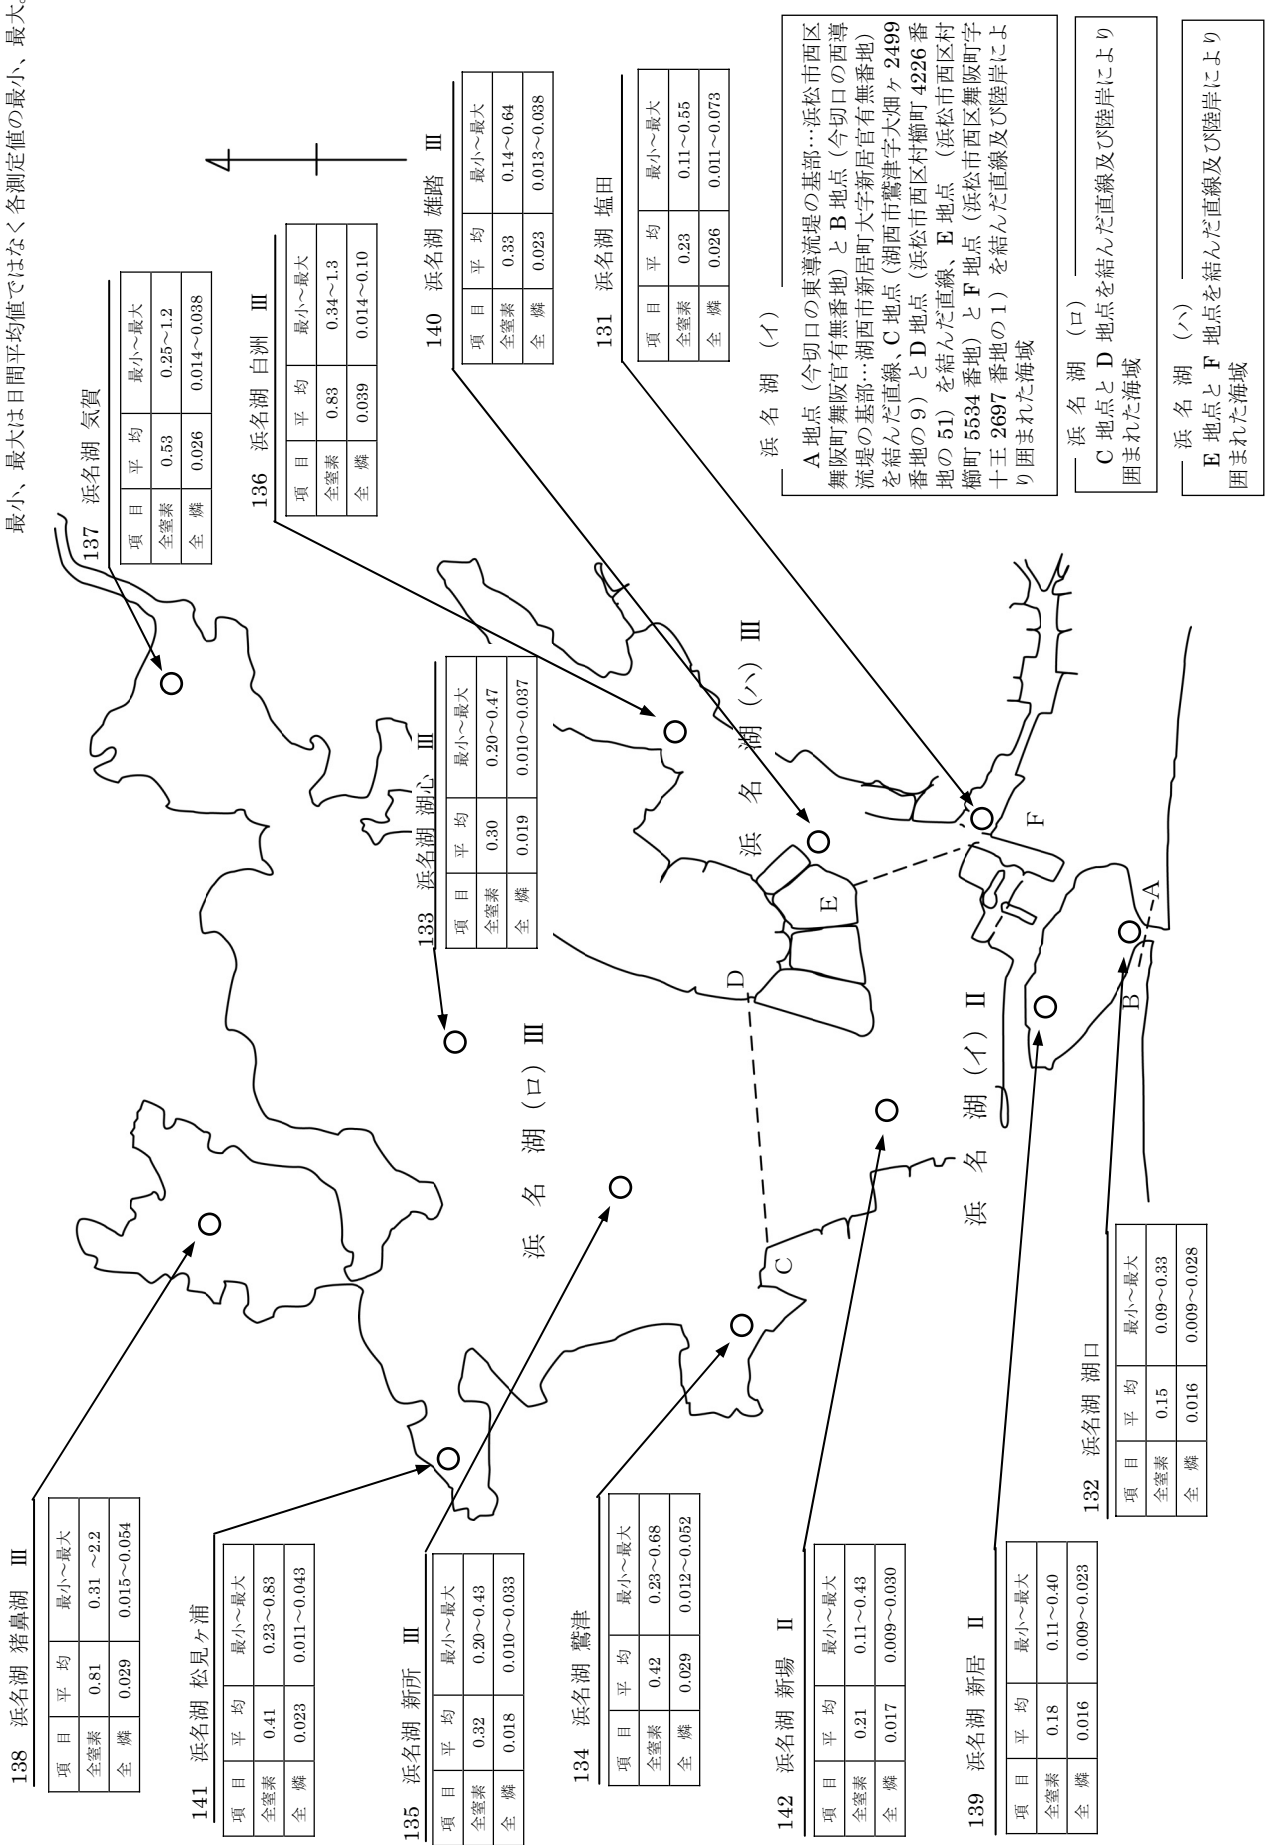 最小、最大は日間平均値ではなく各測定値の最小、最大。
138 浜名湖 猪鼻湖 Ⅲ
項 目 平 均 最小～最大
全窒素 0.81 0.31 ～2.2
全 燐 0.029 0.015～0.054
141 浜名湖 松見ヶ浦
項 目 平 均 最小～最大
全窒素 0.41 0.23～0.83
全 燐 0.023 0.011～0.043
135 浜名湖 新所 Ⅲ
項 目 平 均 最小～最大
全窒素 0.32 0.20～0.43
全 燐 0.018 0.010～0.033
134 浜名湖 鷲津
項 目 平 均 最小～最大
全窒素 0.42 0.23～0.68
全 燐 0.029 0.012～0.052
142 浜名湖 新場 Ⅱ
項 目 平 均 最小～最大
全窒素 0.21 0.11～0.43
全 燐 0.017 0.009～0.030
139 浜名湖 新居 Ⅱ
項 目 平 均 最小～最大
全窒素 0.18 0.11～0.40
全 燐 0.016 0.009～0.023
132 浜名湖 湖口
項 目 平 均 最小～最大
全窒素 0.15 0.09～0.33
全 燐 0.016 0.009～0.028
133 浜名湖 湖心 Ⅲ
項 目 平 均 最小～最大
全窒素 0.30 0.20～0.47
全 燐 0.019 0.010～0.037
137 浜名湖 気賀
項 目 平 均 最小～最大
全窒素 0.53 0.25～1.2
全 燐 0.026 0.014～0.038
136 浜名湖 白洲 Ⅲ
項 目 平 均 最小～最大
全窒素 0.83 0.34～1.3
全 燐 0.039 0.014～0.10
140 浜名湖 雄踏 Ⅲ
項 目 平 均 最小～最大
全窒素 0.33 0.14～0.64
全 燐 0.023 0.013～0.038
131 浜名湖 塩田
項 目 平 均 最小～最大
全窒素 0.23 0.11～0.55
全 燐 0.026 0.011～0.073
浜 名 湖（ロ）Ⅲ
浜 名 湖（ハ）Ⅲ
浜 名 湖（イ）Ⅱ
C
D
E
F
A
B
浜 名 湖 （イ）
A 地点（今切口の東導流堤の基部…浜松市西区
舞阪町舞阪官有無番地）と B 地点（今切口の西導
流堤の基部…湖西市新居町大字新居官有無番地）
を結んだ直線、C 地点（湖西市鷲津字大畑ヶ 2499
番地の９）と D 地点（浜松市西区村櫛町 4226 番
地の 51）を結んだ直線、E 地点 （浜松市西区村
櫛町 5534 番地）と F 地点（浜松市西区舞阪町字
十王 2697 番地の１）を結んだ直線及び陸岸によ
り囲まれた海域
浜 名 湖 （ロ）
C 地点と D 地点を結んだ直線及び陸岸により
囲まれた海域
浜 名 湖 （ハ）
E 地点と F 地点を結んだ直線及び陸岸により
囲まれた海域